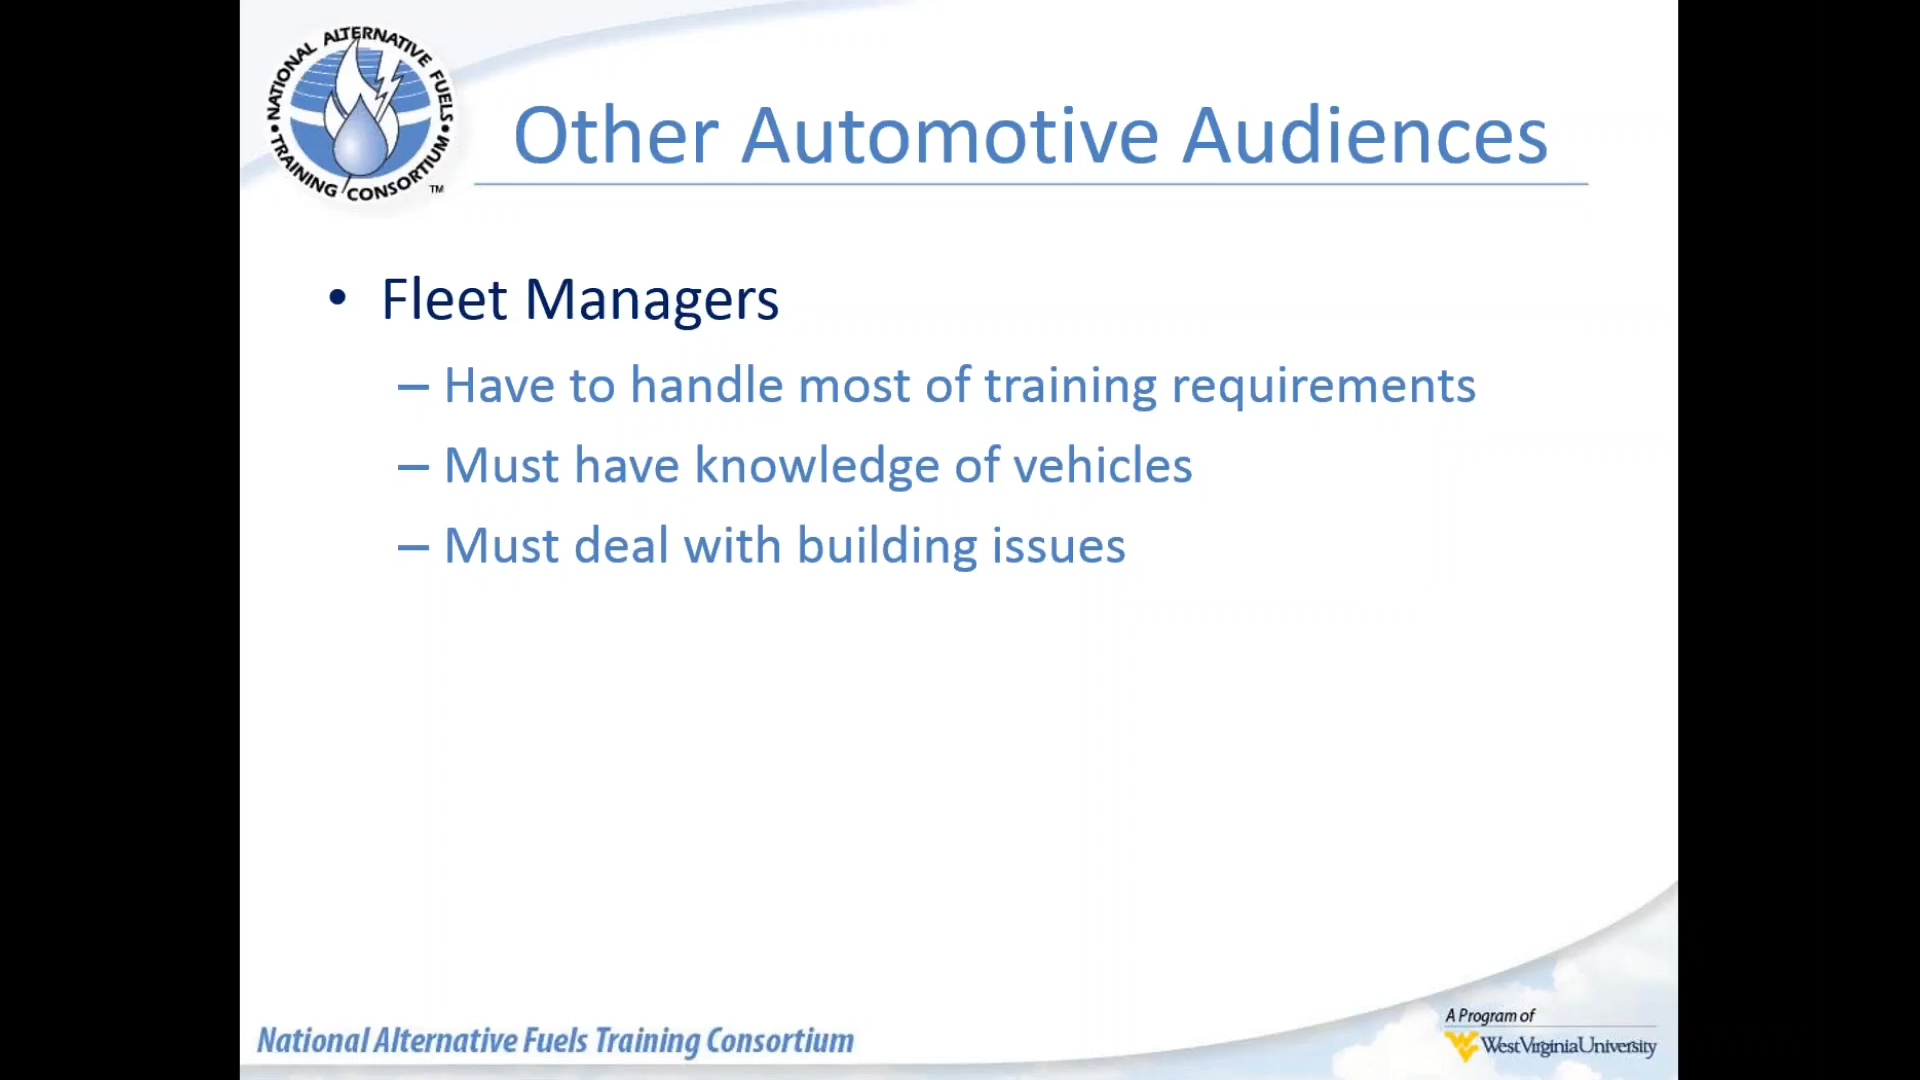 NATIONAL ALTERNATIVE FUELS
• TRAINING CONSORTIUM •
TM
Other Automotive Audiences
• Fleet Managers
– Have to handle most of training requirements
– Must have knowledge of vehicles
– Must deal with building issues
National Alternative Fuels Training Consortium
A Program of
WestVirginiaUniversity